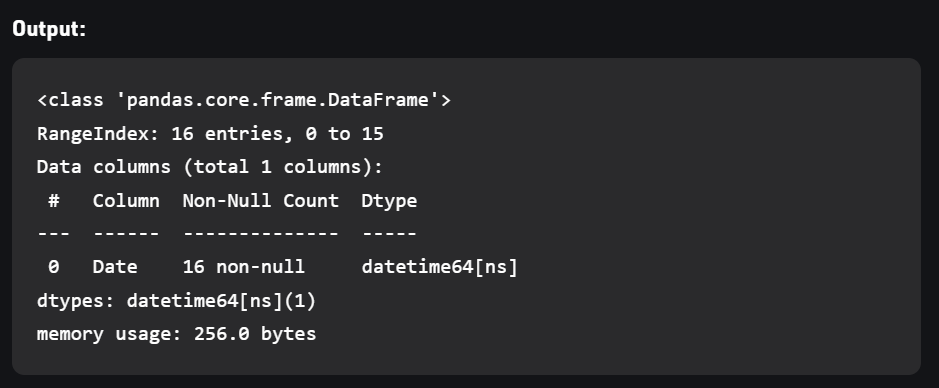 Output:
<class 'pandas.core.frame.DataFrame'>
RangeIndex: 16 entries, 0 to 15
Data columns (total 1 columns):
 #   Column  Non-Null Count  Dtype
---  ------  --------------  -----
 0   Date    16 non-null     datetime64[ns]
dtypes: datetime64[ns](1)
memory usage: 256.0 bytes